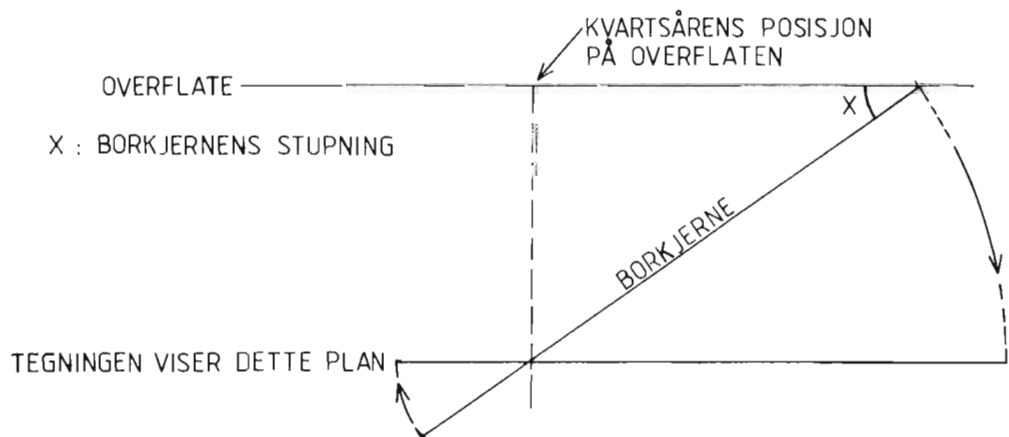 KVARTSÅRENS POSISJON
PÅ OVERFLATEN
OVERFLATE
X
X : BORKJERNENS STUPNING
BORKJERNE
TEGNINGEN VISER DETTE PLAN